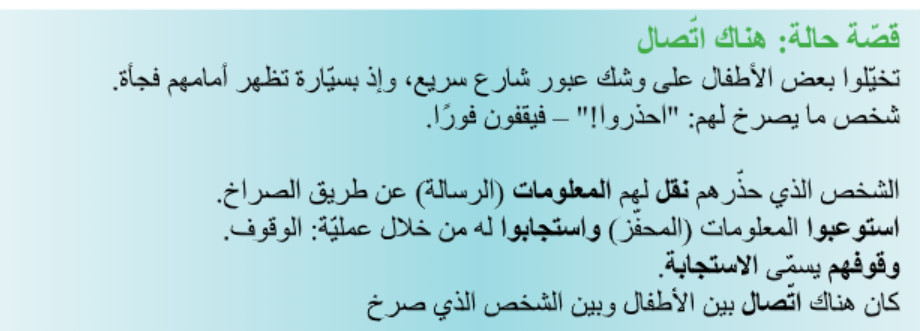 قصّة حالة: هناك اتّصال
تخيّلوا بعض الأطفال على وشك عبور شارع سريع، وإذ بسيّارة تظهر أمامهم فجأة.
شخص ما يصرخ لهم: "احذروا!" – فيقفون فورًا.
الشخص الذي حذّرهم نقل لهم المعلومات (الرسالة) عن طريق الصراخ.
استوعبوا المعلومات (المحفّز) واستجابوا له من خلال عمليّة: الوقوف.
وقوفهم يسمّى الاستجابة.
كان هناك اتّصال بين الأطفال وبين الشخص الذي صرخ